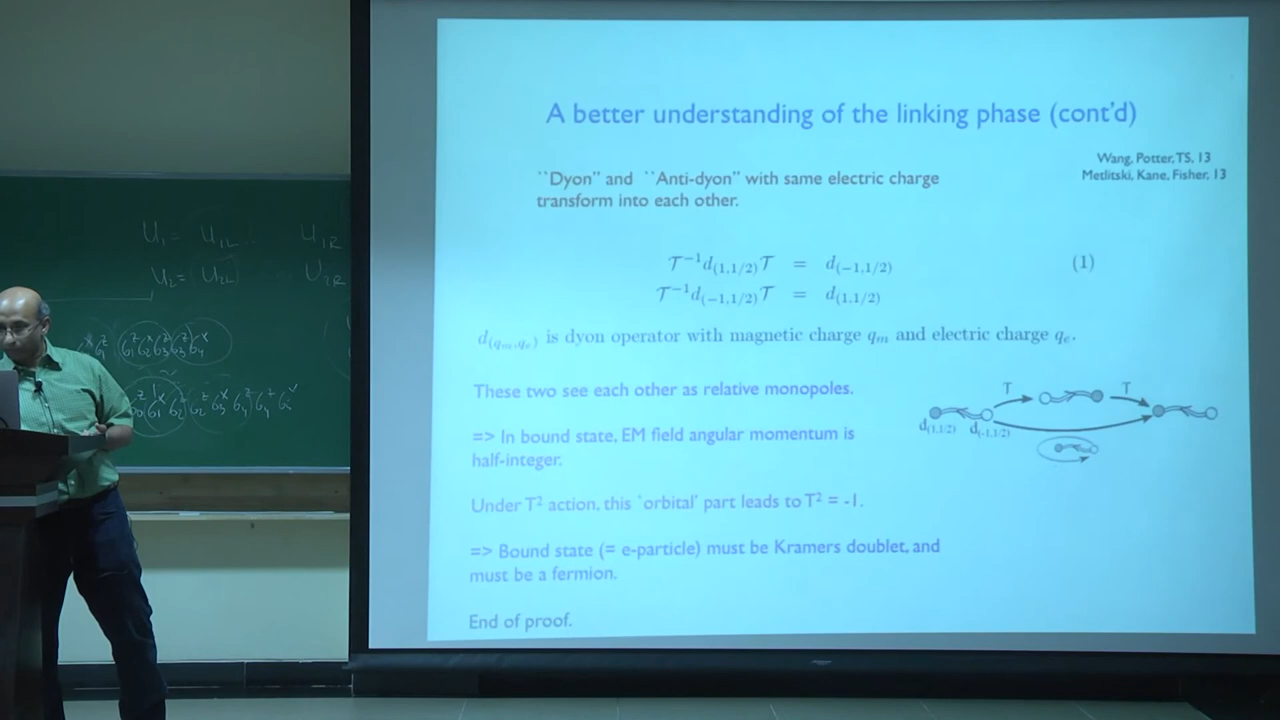 U₁ = U₁L ... U₁R
U₂ = U₂L ... U₂R
A better understanding of the linking phase (cont'd)
Wang, Potter, TS, 13
Metlitski, Kane, Fisher, 13
``Dyon" and ``Anti-dyon" with same electric charge
transform into each other.
𝒯⁻¹d₍₁,₁/₂₎𝒯 = d₍₋₁,₁/₂₎ (1)
𝒯⁻¹d₍₋₁,₁/₂₎𝒯 = d₍₁,₁/₂₎
d(qm,qe) is dyon operator with magnetic charge qm and electric charge qe.
These two see each other as relative monopoles.
T T
d(1,1/2) d(-1,1/2)
=> In bound state, EM field angular momentum is
half-integer.
Under T² action, this 'orbital' part leads to T² = -1.
=> Bound state (= e-particle) must be Kramers doublet, and
must be a fermion.
End of proof.